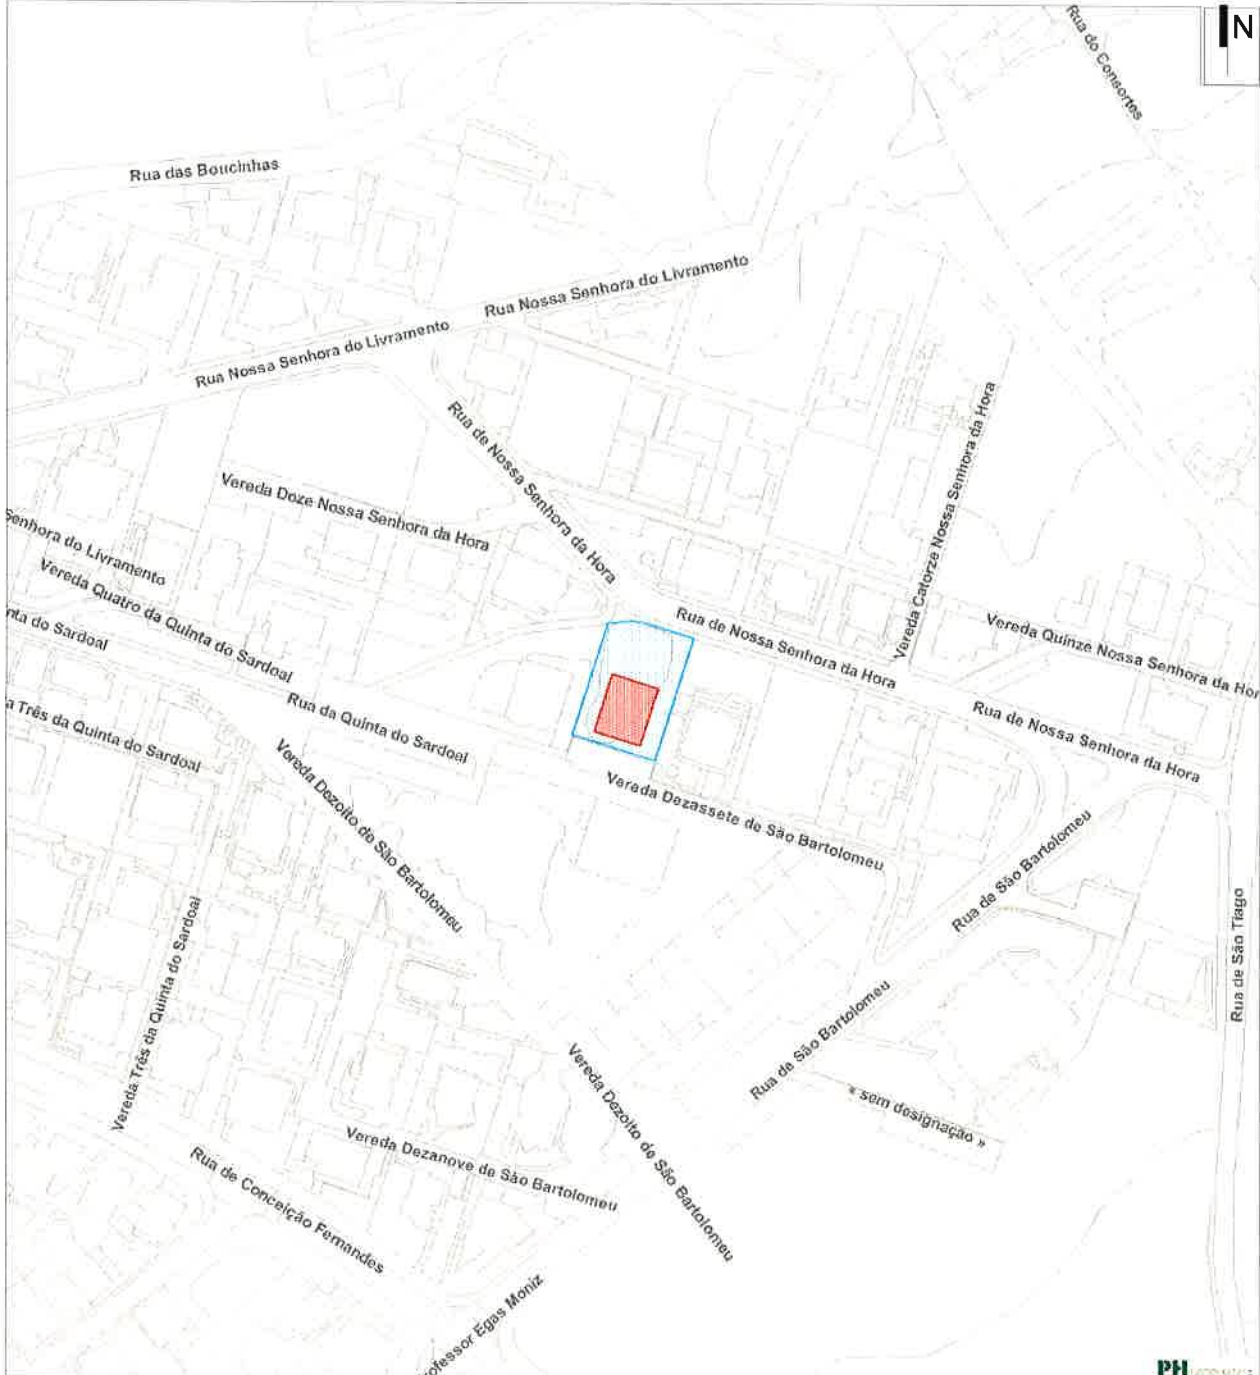 N
Rua do Consortes
Rua das Boucinhas
Rua Nossa Senhora do Livramento
Rua Nossa Senhora do Livramento
Rua de Nossa Senhora da Hora
Vereda Catorze Nossa Senhora da Hora
Vereda Doze Nossa Senhora da Hora
Senhora do Livramento
Vereda Quatro da Quinta do Sardoal
nta do Sardoal
Rua de Nossa Senhora da Hora
Vereda Quinze Nossa Senhora da Hor
Rua da Quinta do Sardoal
a Três da Quinta do Sardoal
Rua de Nossa Senhora da Hora
Vereda Dezoito de São Bartolomeu
Vereda Dezassete de São Bartolomeu
Rua de São Bartolomeu
Vereda Três da Quinta do Sardoal
Rua de São Tiago
Rua de São Bartolomeu
« sem designação »
Vereda Dezoito de São Bartolomeu
Vereda Dezanove de São Bartolomeu
Rua de Conceição Fernandes
ofessor Egas Moniz
PH